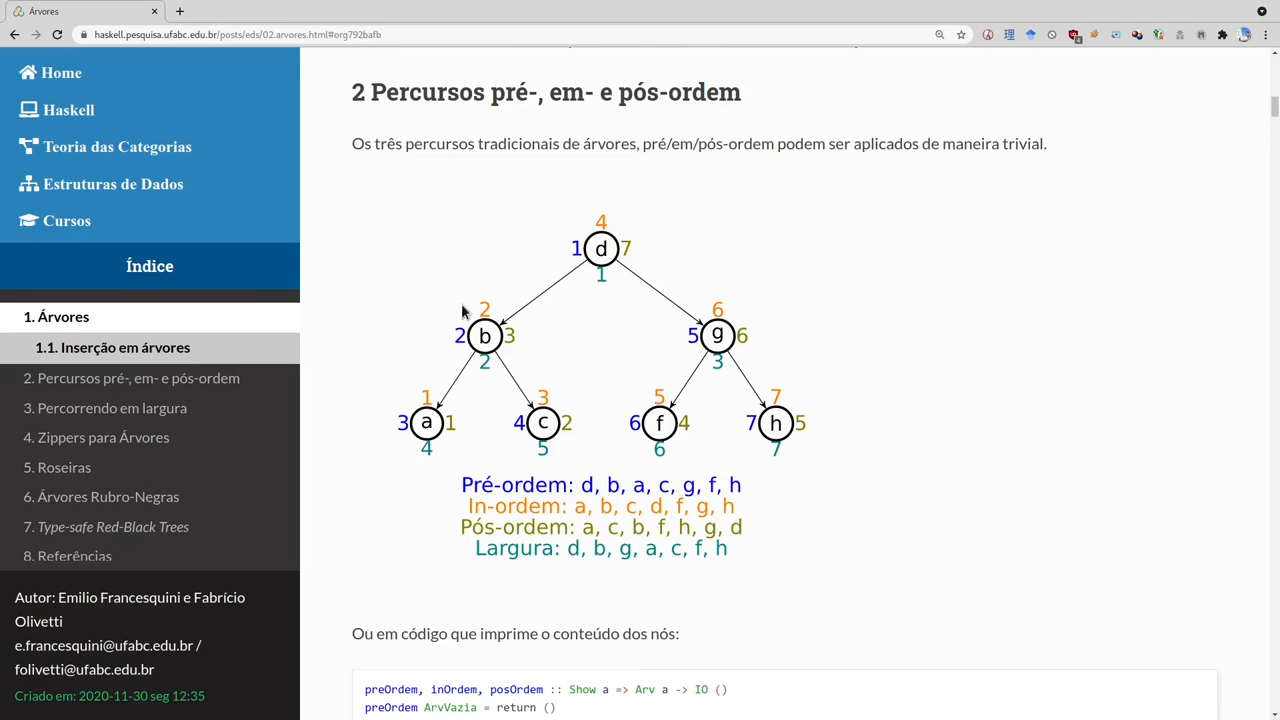 Árvores
haskell.pesquisa.ufabc.edu.br/posts/eds/02.arvores.html#org792bafb
Home
Haskell
Teoria das Categorias
Estruturas de Dados
Cursos
Índice
1. Árvores
1.1. Inserção em árvores
2. Percursos pré-, em- e pós-ordem
3. Percorrendo em largura
4. Zippers para Árvores
5. Roseiras
6. Árvores Rubro-Negras
7. Type-safe Red-Black Trees
8. Referências
Autor: Emilio Francesquini e Fabrício
Olivetti
e.francesquini@ufabc.edu.br /
folivetti@ufabc.edu.br
Criado em: 2020-11-30 seg 12:35
2 Percursos pré-, em- e pós-ordem
Os três percursos tradicionais de árvores, pré/em/pós-ordem podem ser aplicados de maneira trivial.
4
1 d 7
1
2 6
2 b 3 5 g 6
2 3
1 3 5 7
3 a 1 4 c 2 6 f 4 7 h 5
4 5 6 7
Pré-ordem: d, b, a, c, g, f, h
In-ordem: a, b, c, d, f, g, h
Pós-ordem: a, c, b, f, h, g, d
Largura: d, b, g, a, c, f, h
Ou em código que imprime o conteúdo dos nós:
preOrdem, inOrdem, posOrdem :: Show a => Arv a -> IO ()
preOrdem ArvVazia = return ()